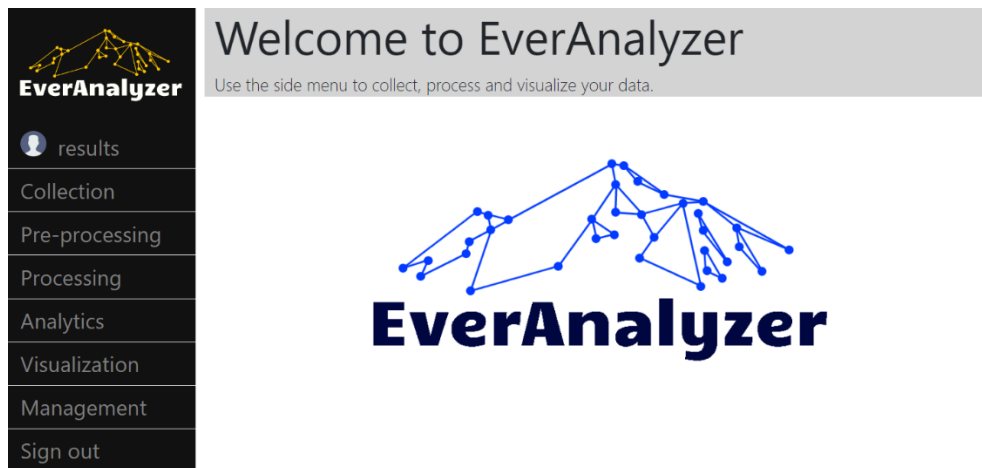 EverAnalyzer
results
Collection
Pre-processing
Processing
Analytics
Visualization
Management
Sign out
Welcome to EverAnalyzer
Use the side menu to collect, process and visualize your data.
EverAnalyzer